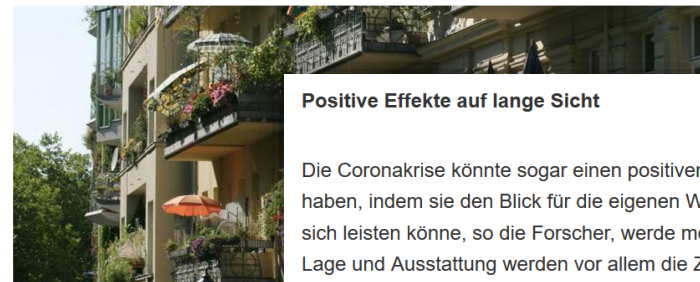 Positive Effekte auf lange Sicht
Die Coronakrise könnte sogar einen positiven
haben, indem sie den Blick für die eigenen
sich leisten könne, so die Forscher, werde
Lage und Ausstattung werden vor allem die